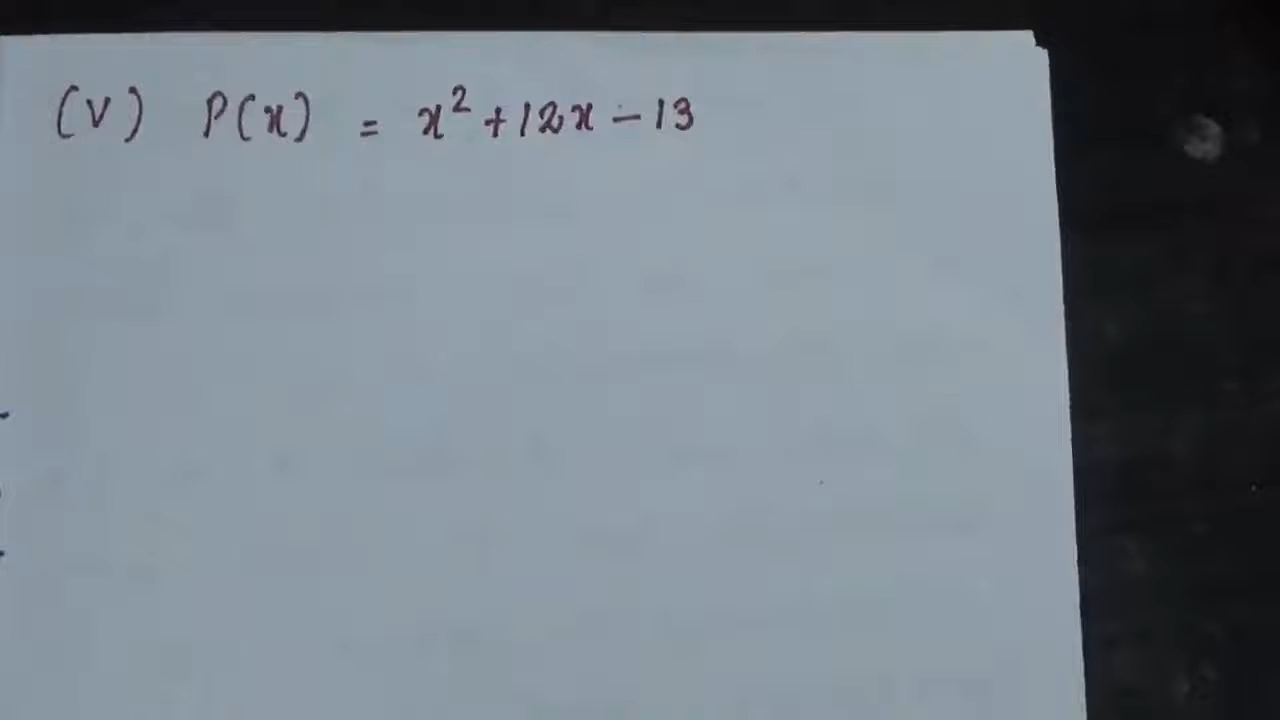 (V) P(x) = x² + 12x - 13